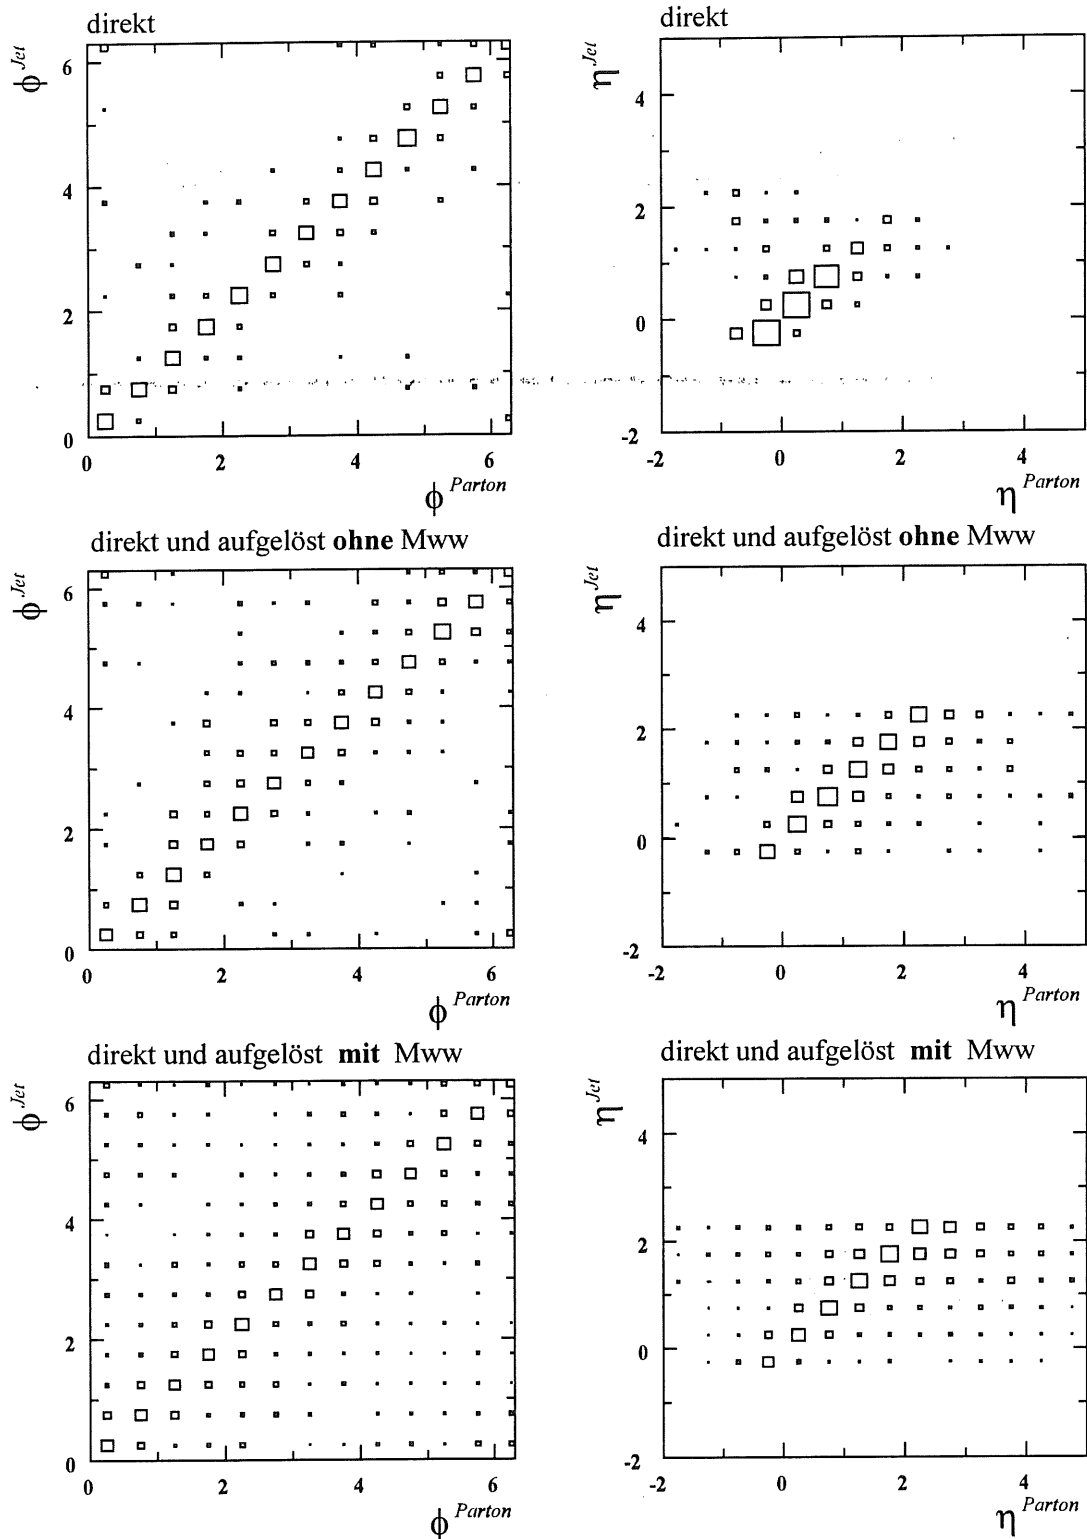 direkt
direkt
ϕ Jet
6
4
2
0
0 2 4 6
ϕ Parton
η Jet
4
2
0
-2
-2 0 2 4
η Parton
direkt und aufgelöst ohne Mww
direkt und aufgelöst ohne Mww
ϕ Jet
6
4
2
0
0 2 4 6
ϕ Parton
η Jet
4
2
0
-2
-2 0 2 4
η Parton
direkt und aufgelöst mit Mww
direkt und aufgelöst mit Mww
ϕ Jet
6
4
2
0
0 2 4 6
ϕ Parton
η Jet
4
2
0
-2
-2 0 2 4
η Parton